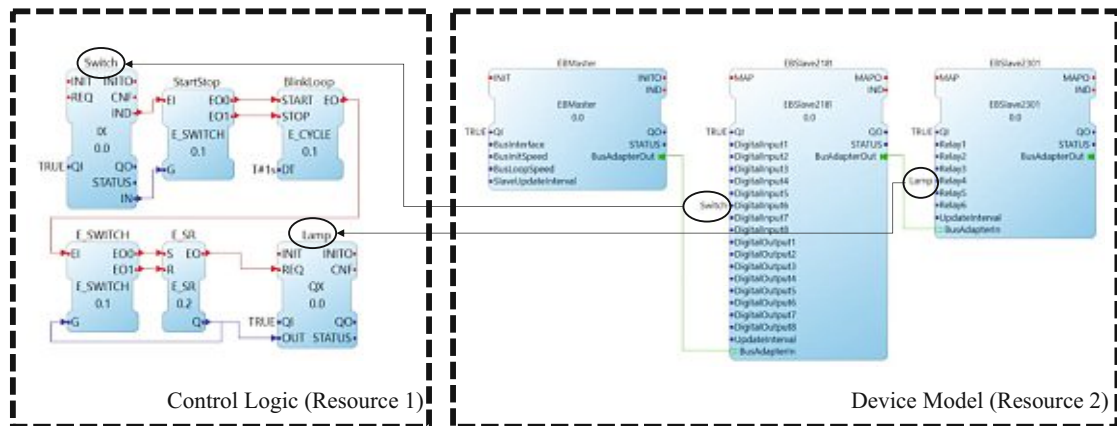 Switch
INIT INITO
REQ CNF
IND
IX
0.0
TRUE QI QO
STATUS
IN
StartStop
EI EO0
EO1
E_SWITCH
0.1
G
BlinkLoop
START EO
STOP
E_CYCLE
0.1
T#1s DT
E_SWITCH
EI EO0
EO1
E_SWITCH
0.1
G
E_SR
S EO
R
E_SR
0.2
Q
Lamp
INIT INITO
REQ CNF
QX
0.0
TRUE QI QO
OUT STATUS
Control Logic (Resource 1)
EBMaster
INIT INITO
IND
EBMaster
0.0
TRUE QI QO
BusInterface STATUS
BusInitSpeed BusAdapterOut
BusLoopSpeed
SlaveUpdateInterval
EBSlave2181
MAP MAPO
IND
EBSlave2181
0.0
TRUE QI QO
DigitalInput1 STATUS
DigitalInput2 BusAdapterOut
DigitalInput3
DigitalInput4
DigitalInput5
Switch DigitalInput6
DigitalInput7
DigitalInput8
DigitalOutput1
DigitalOutput2
DigitalOutput3
DigitalOutput4
DigitalOutput5
DigitalOutput6
DigitalOutput7
DigitalOutput8
UpdateInterval
BusAdapterIn
EBSlave2301
MAP MAPO
IND
EBSlave2301
0.0
TRUE QI QO
Relay1 STATUS
Relay2 BusAdapterOut
Relay3
Lamp Relay4
Relay5
Relay6
UpdateInterval
BusAdapterIn
Device Model (Resource 2)